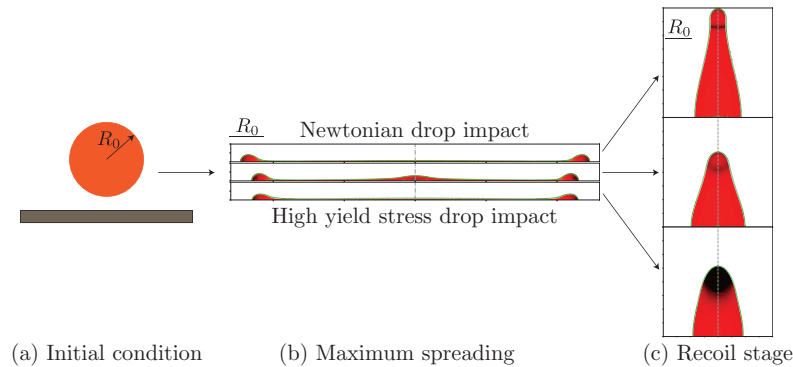 R₀
R₀
Newtonian drop impact
High yield stress drop impact
R₀
(a) Initial condition
(b) Maximum spreading
(c) Recoil stage